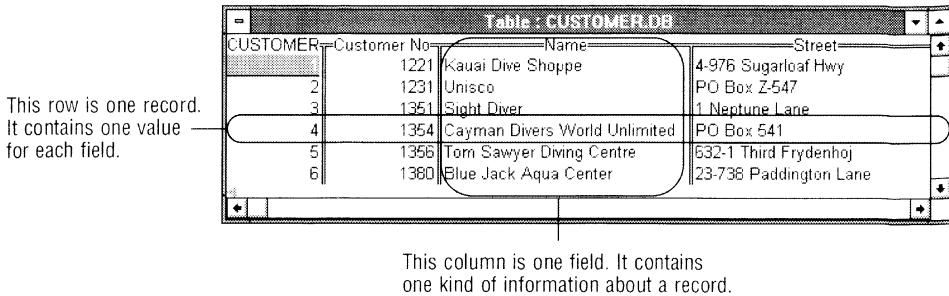 Table : CUSTOMER.DB
CUSTOMER Customer No Name Street
1 1221 Kauai Dive Shoppe 4-976 Sugarloaf Hwy
2 1231 Unisco PO Box Z-547
3 1351 Sight Diver 1 Neptune Lane
4 1354 Cayman Divers World Unlimited PO Box 541
5 1356 Tom Sawyer Diving Centre 632-1 Third Frydenhoj
6 1380 Blue Jack Aqua Center 23-738 Paddington Lane
This row is one record.
It contains one value
for each field.
This column is one field. It contains
one kind of information about a record.